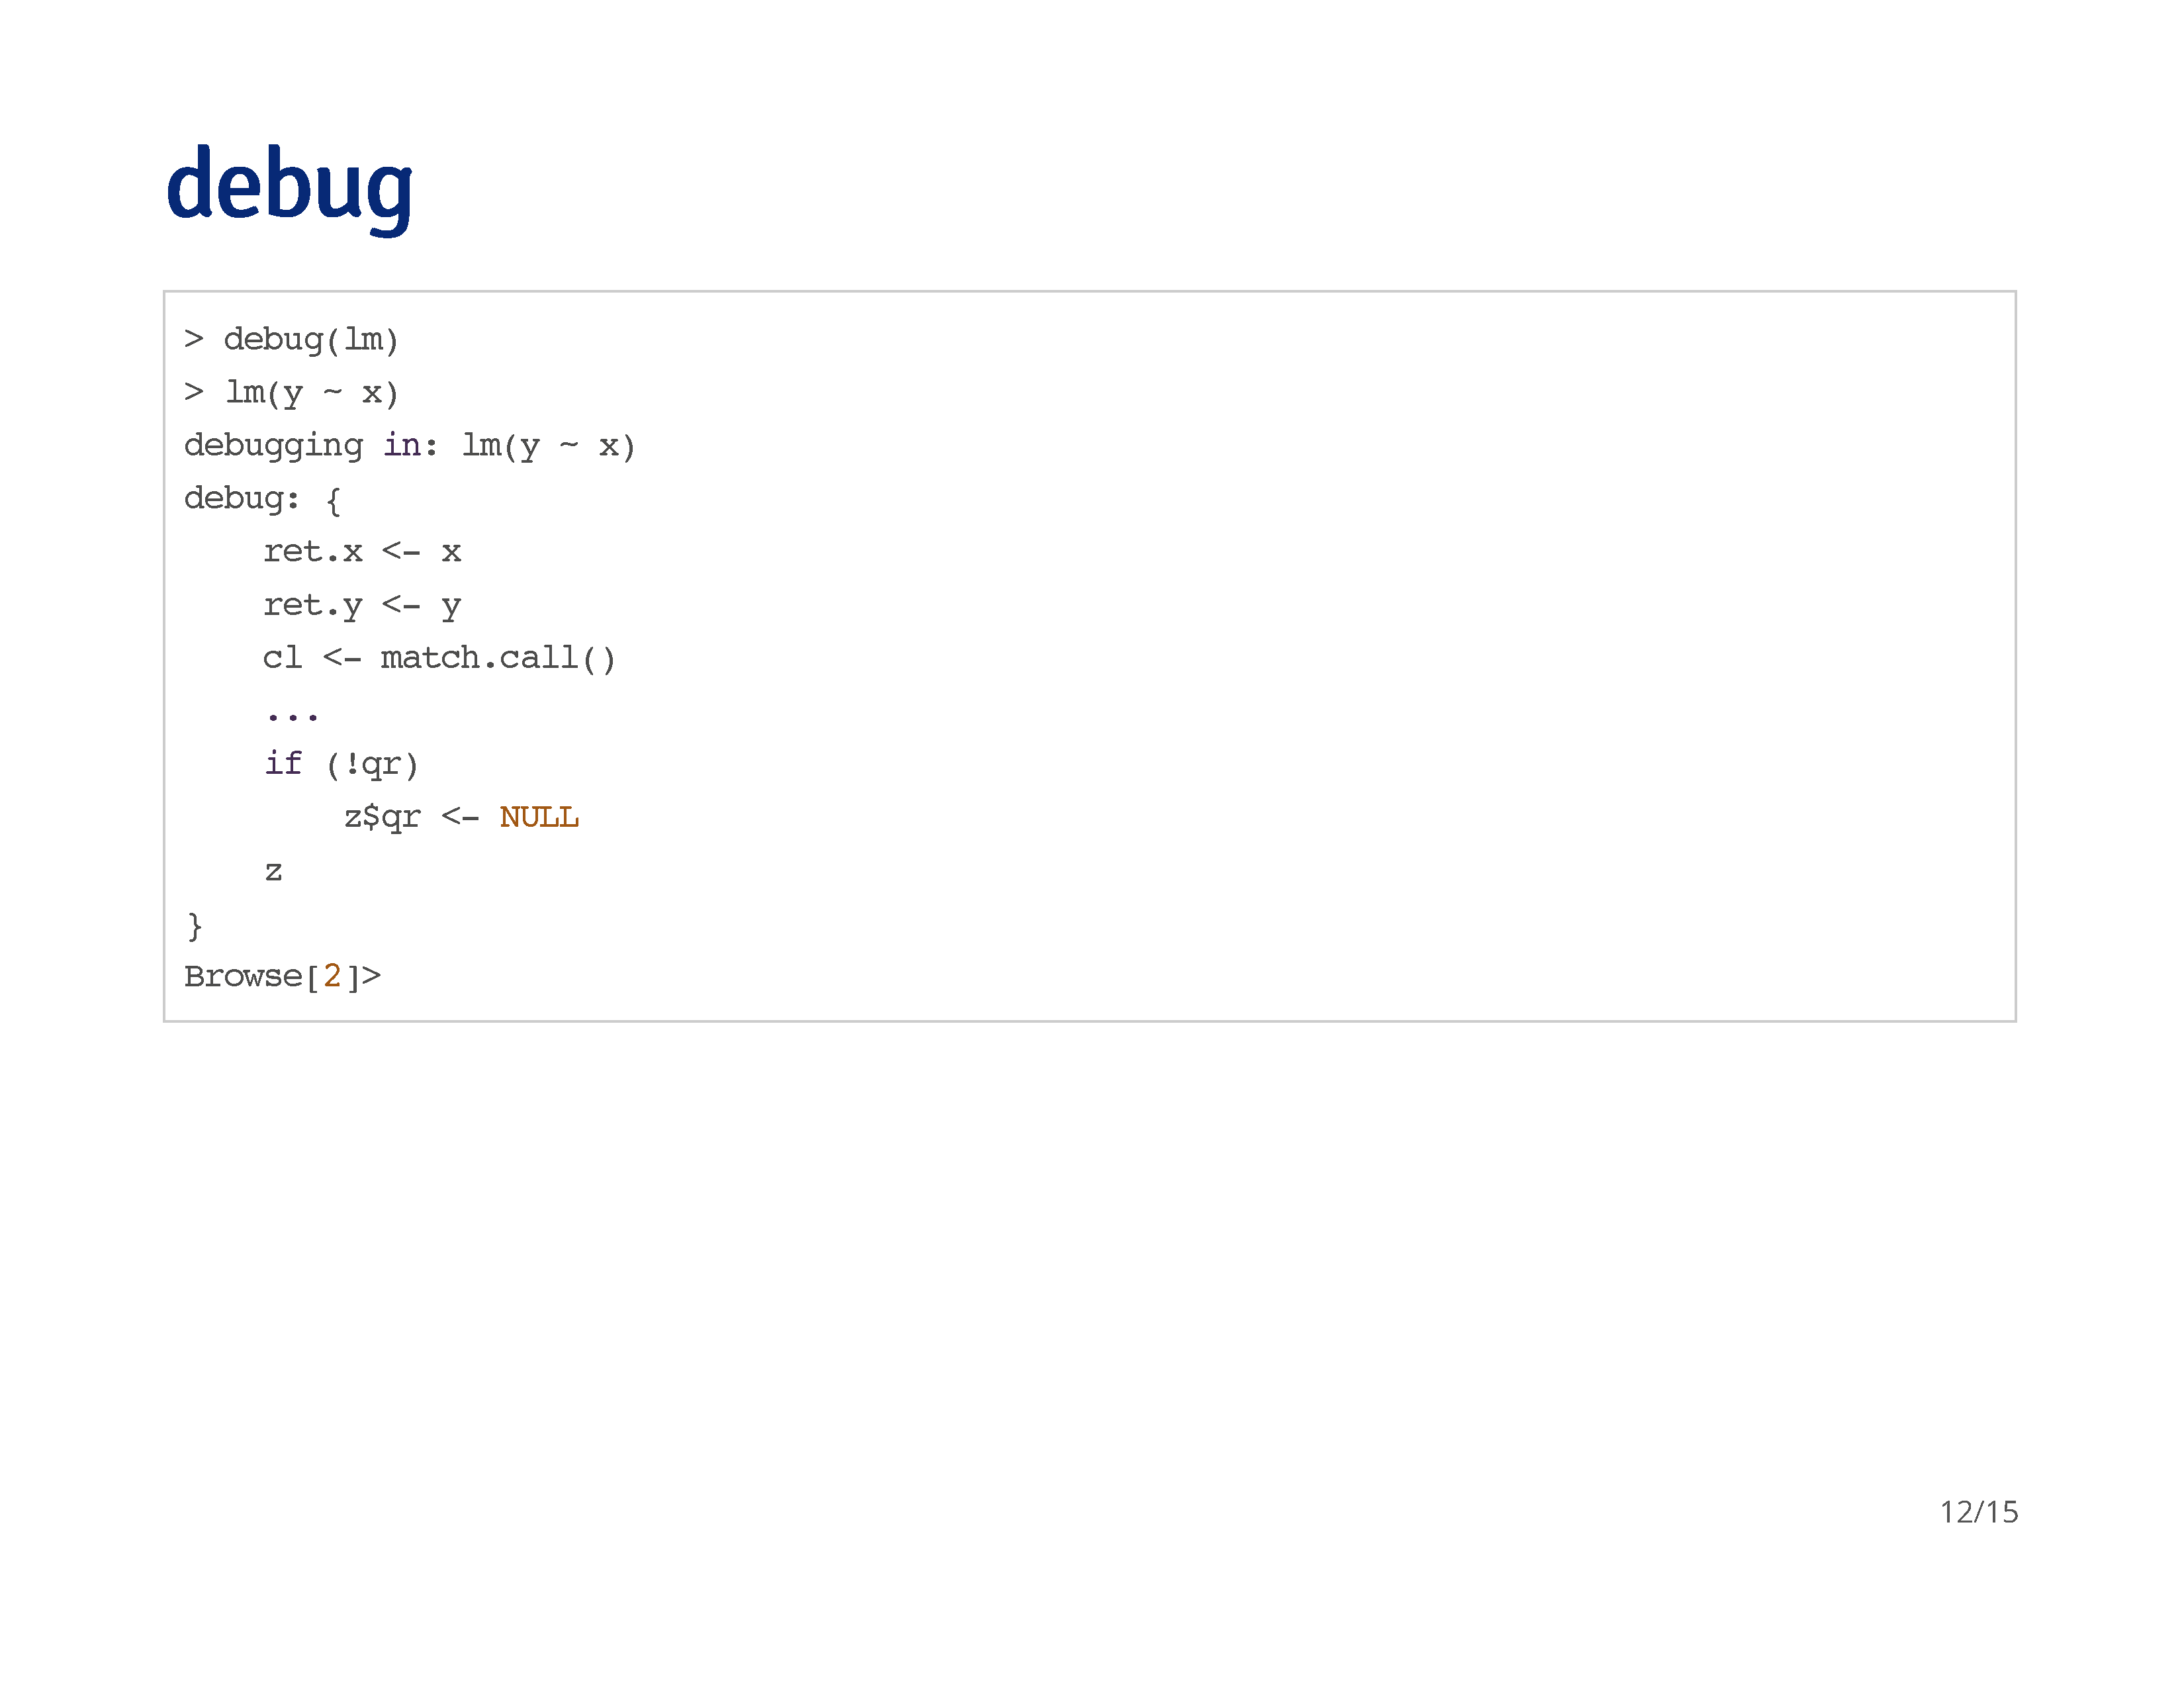 debug
> debug(lm)
> lm(y ~ x)
debugging in: lm(y ~ x)
debug: {
    ret.x <- x
    ret.y <- y
    cl <- match.call()
    ...
    if (!qr)
        z$qr <- NULL
    z
}
Browse[2]>
12/15